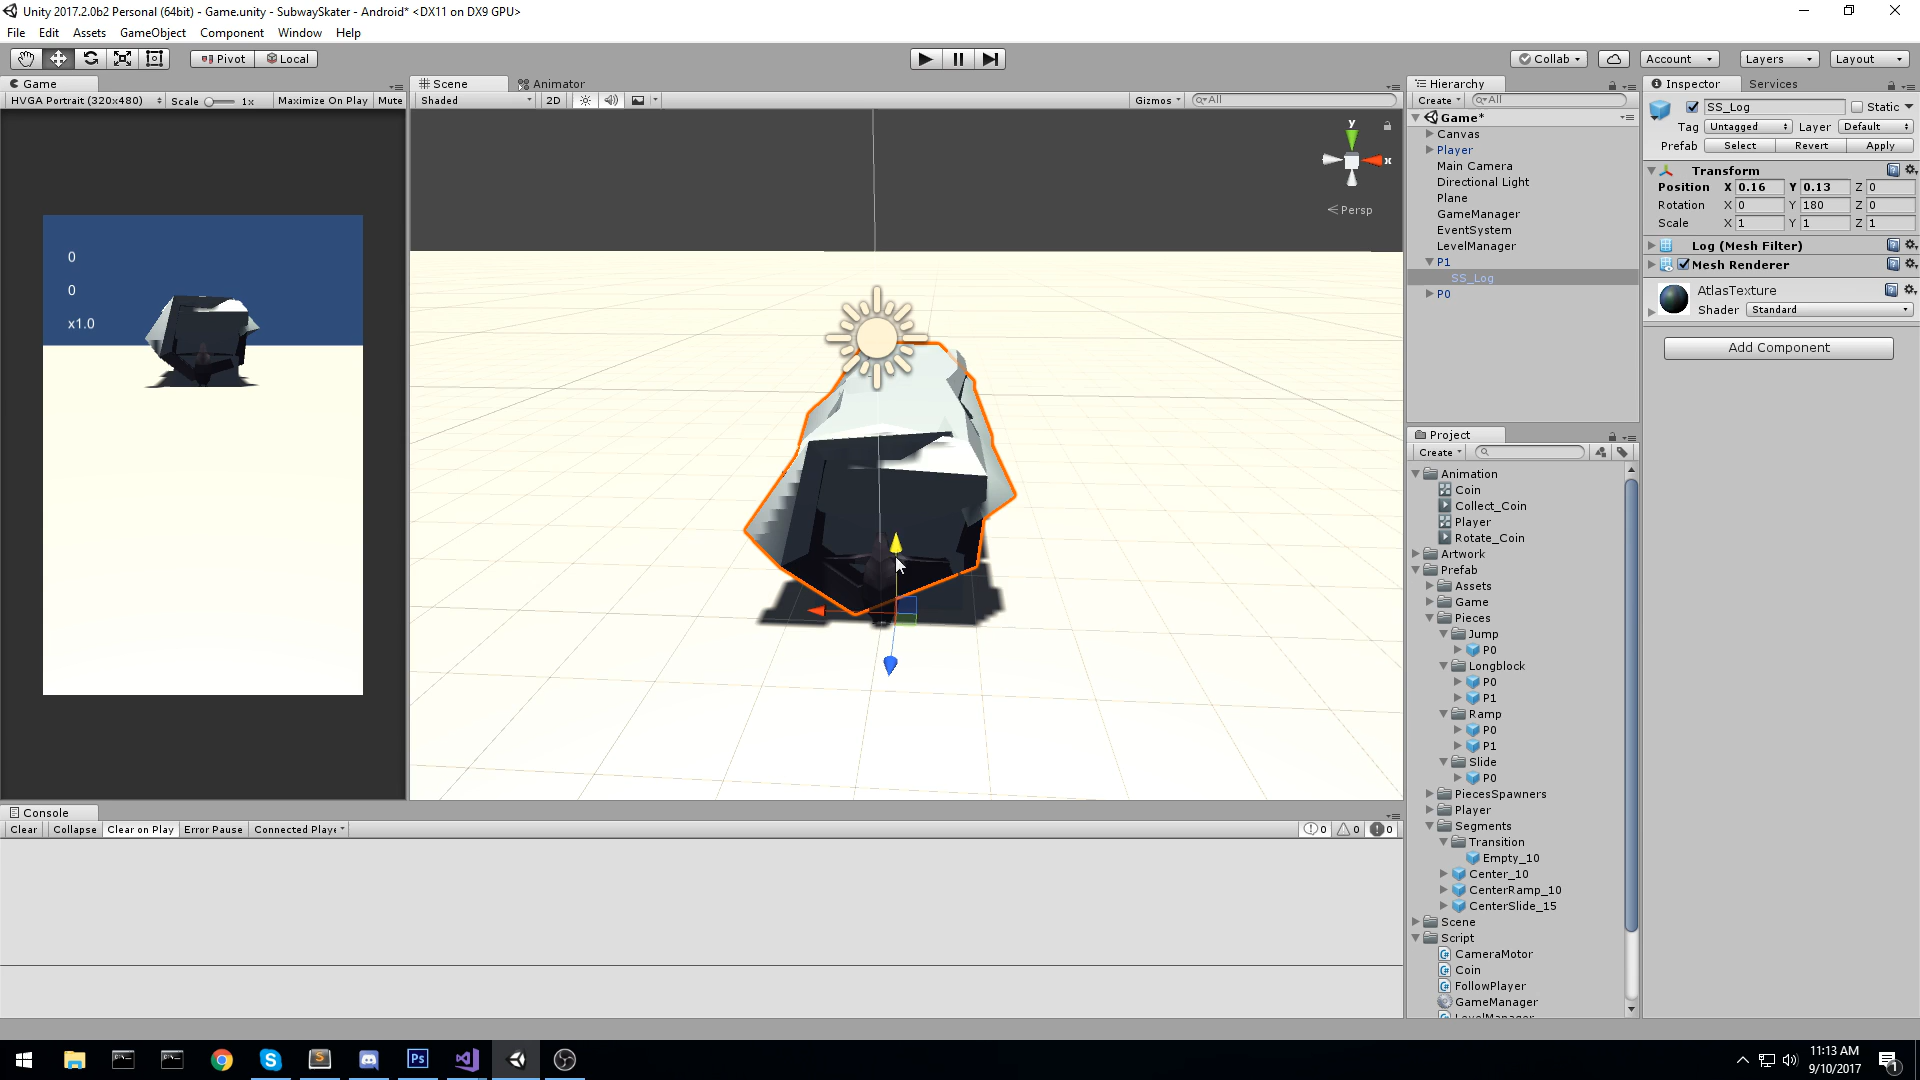 Unity 2017.2.0b2 Personal (64bit) - Game.unity - SubwaySkater - Android* <DX11 on DX9 GPU>
File Edit Assets GameObject Component Window Help
Pivot Local Collab Account Layers Layout
Game
HVGA Portrait (320x480) Scale 1x Maximize On Play Mute
0
0
x1.0
Scene Animator
Shaded 2D Gizmos All
y
x
Persp
Hierarchy
Create All
Game*
Canvas
Player
Main Camera
Directional Light
Plane
GameManager
EventSystem
LevelManager
P1
SS_Log
P0
Project
Create
Animation
Coin
Collect_Coin
Player
Rotate_Coin
Artwork
Prefab
Assets
Game
Pieces
Jump
P0
Longblock
P0
P1
Ramp
P0
P1
Slide
P0
PiecesSpawners
Player
Segments
Transition
Empty_10
Center_10
CenterRamp_10
CenterSlide_15
Scene
Script
CameraMotor
Coin
FollowPlayer
GameManager
LevelManager
Inspector Services
SS_Log Static
Tag Untagged Layer Default
Prefab Select Revert Apply
Transform
Position X 0.16 Y 0.13 Z 0
Rotation X 0 Y 180 Z 0
Scale X 1 Y 1 Z 1
Log (Mesh Filter)
Mesh Renderer
AtlasTexture
Shader Standard
Add Component
Console
Clear Collapse Clear on Play Error Pause Connected Playe 0 0 0
11:13 AM
9/10/2017
1